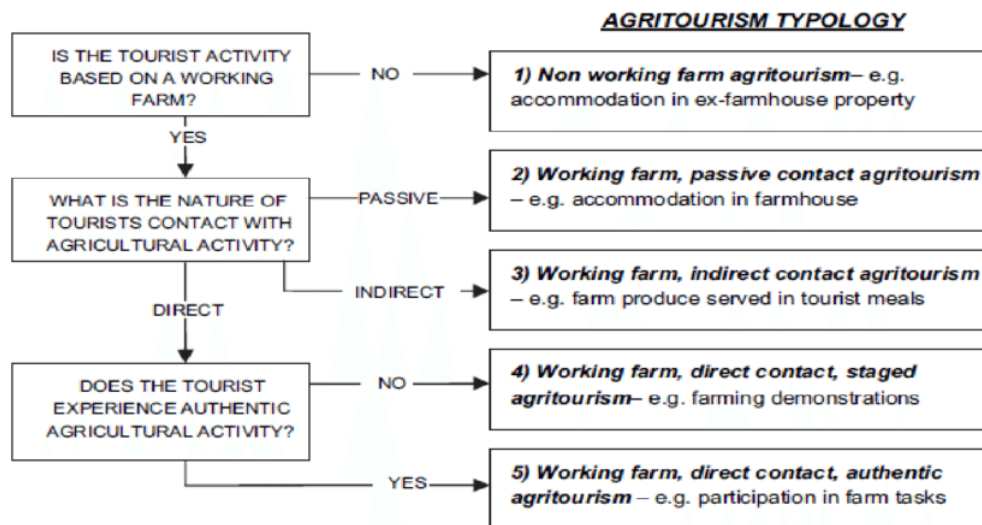 AGRITOURISM TYPOLOGY
IS THE TOURIST ACTIVITY
BASED ON A WORKING
FARM?
NO
1) Non working farm agritourism– e.g.
accommodation in ex-farmhouse property
YES
WHAT IS THE NATURE OF
TOURISTS CONTACT WITH
AGRICULTURAL ACTIVITY?
PASSIVE
2) Working farm, passive contact agritourism
– e.g. accommodation in farmhouse
INDIRECT
3) Working farm, indirect contact agritourism
– e.g. farm produce served in tourist meals
DIRECT
DOES THE TOURIST
EXPERIENCE AUTHENTIC
AGRICULTURAL ACTIVITY?
NO
4) Working farm, direct contact, staged
agritourism– e.g. farming demonstrations
YES
5) Working farm, direct contact, authentic
agritourism – e.g. participation in farm tasks